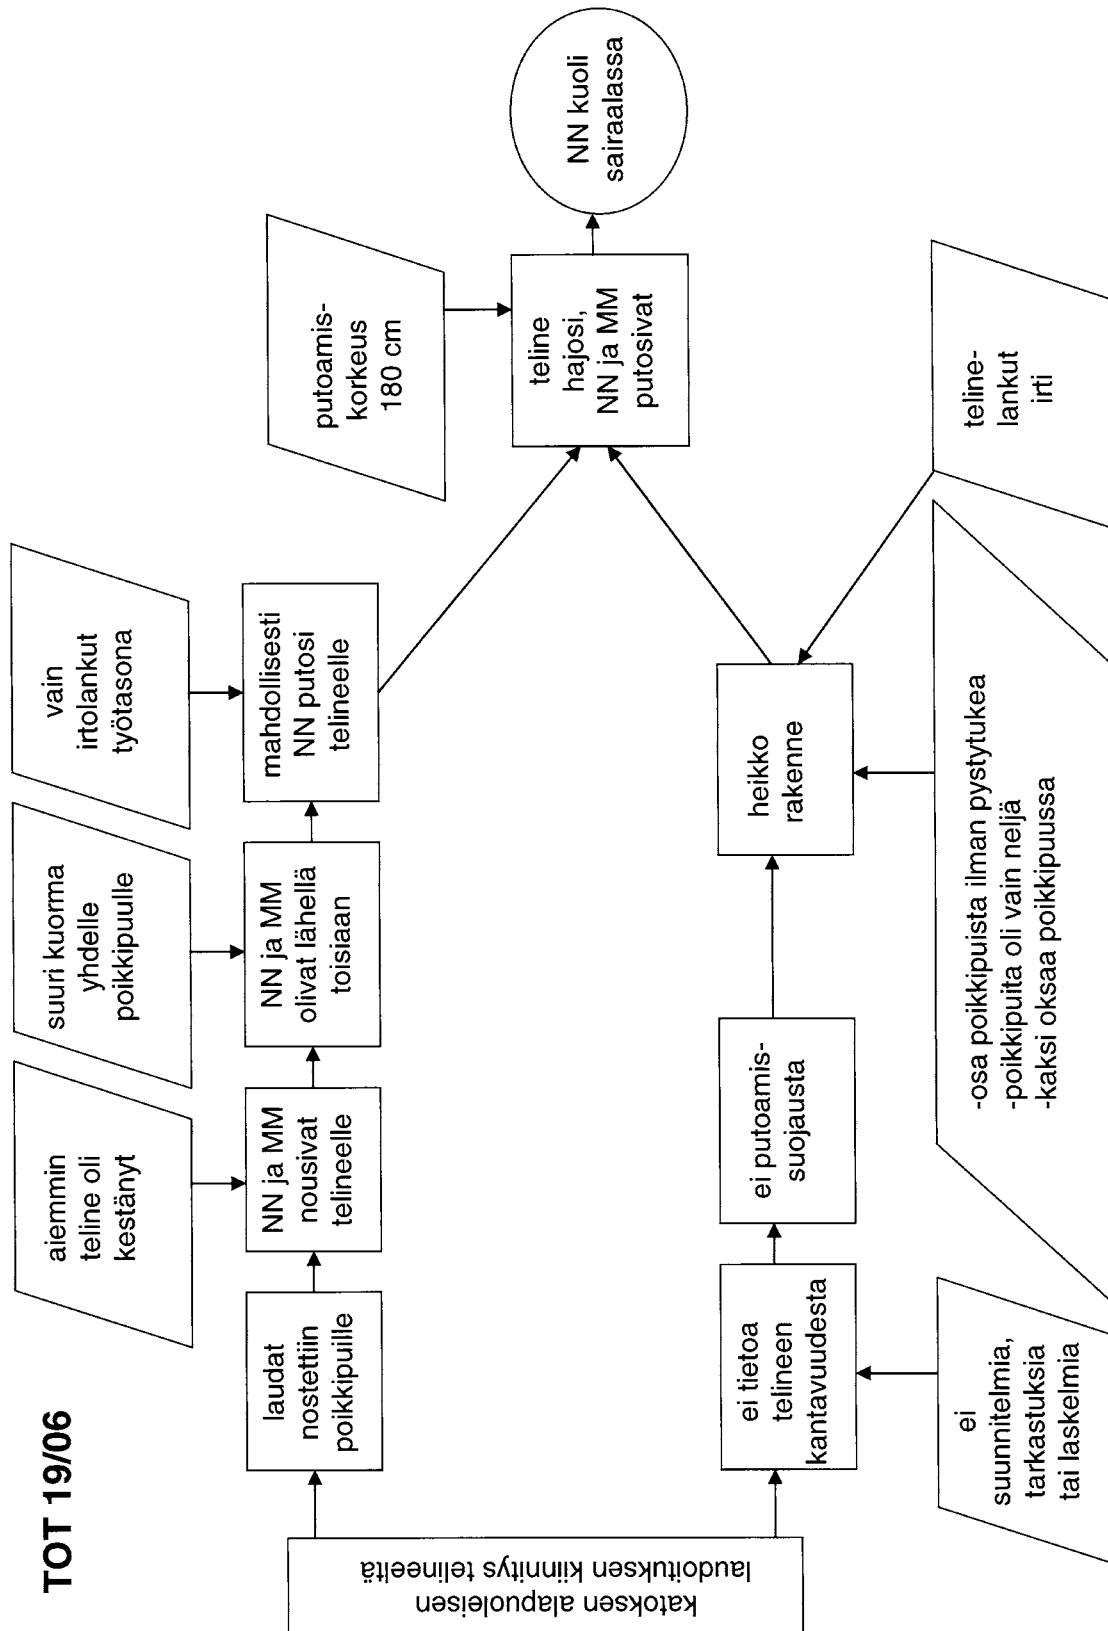 TOT 19/06
katoksen alapuoleisen
laudoituksen kiinnitys telineeltä
laudat
nostettiin
poikkipuille
aiemmin
teline oli
kestänyt
NN ja MM
nousivat
telineelle
suuri kuorma
yhdelle
poikkipuulle
NN ja MM
olivat lähellä
toisiaan
vain
irtolankut
työtasona
mahdollisesti
NN putosi
telineelle
putoamis-
korkeus
180 cm
teline
hajosi,
NN ja MM
putosivat
NN kuoli
sairaalassa
ei tietoa
telineen
kantavuudesta
ei putoamis-
suojausta
heikko
rakenne
ei
suunnitelmia,
tarkastuksia
tai laskelmia
-osa poikkipuista ilman pystytukea
-poikkipuita oli vain neljä
-kaksi oksaa poikkipuussa
teline-
lankut
irti